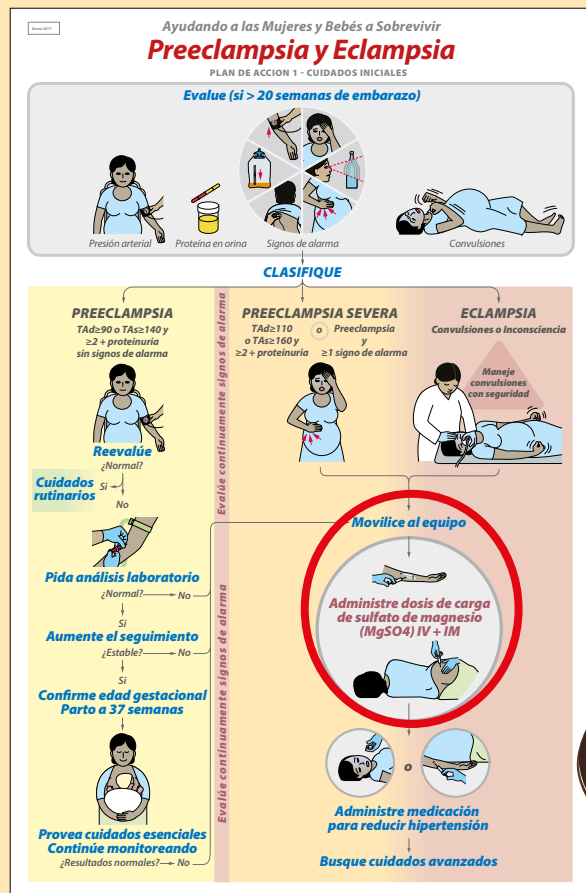 Enero 2017
Ayudando a las Mujeres y Bebés a Sobrevivir
Preeclampsia y Eclampsia
PLAN DE ACCION 1 - CUIDADOS INICIALES
Evalue (si > 20 semanas de embarazo)
Presión arterial
Proteína en orina
Signos de alarma
Convulsiones
CLASIFIQUE
PREECLAMPSIA
TAd≥90 o TAs≥140 y
≥2 + proteinuria
sin signos de alarma
Reevalúe
¿Normal?
Si
Cuidados
rutinarios
No
Pida análisis laboratorio
¿Normal?
No
Si
Aumente el seguimiento
¿Estable?
No
Si
Confirme edad gestacional
Parto a 37 semanas
Provea cuidados esenciales
Continúe monitoreando
¿Resultados normales?
No
Evalúe continuamente signos de alarma
Evalúe continuamente signos de alarma
PREECLAMPSIA SEVERA
TAd≥110
o TAs≥160 y
≥2 + proteinuria
o
Preeclampsia
y
≥1 signo de alarma
ECLAMPSIA
Convulsiones o Inconsciencia
Maneje
convulsiones
con seguridad
Movilice al equipo
Administre dosis de carga
de sulfato de magnesio
(MgSO4) IV + IM
o
Administre medicación
para reducir hipertensión
Busque cuidados avanzados